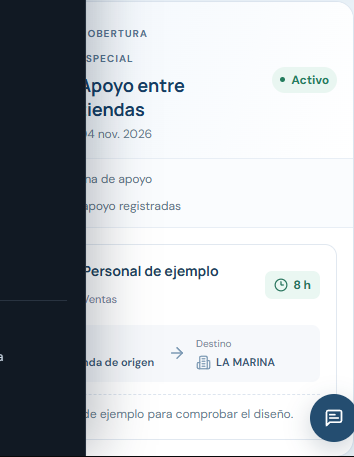 OBERTURA
SPECIAL
Apoyo entre
iendas
Activo
04 nov. 2026
na de apoyo
apoyo registradas
Personal de ejemplo
Ventas
8 h
a
nda de origen
Destino
LA MARINA
de ejemplo para comprobar el diseño.